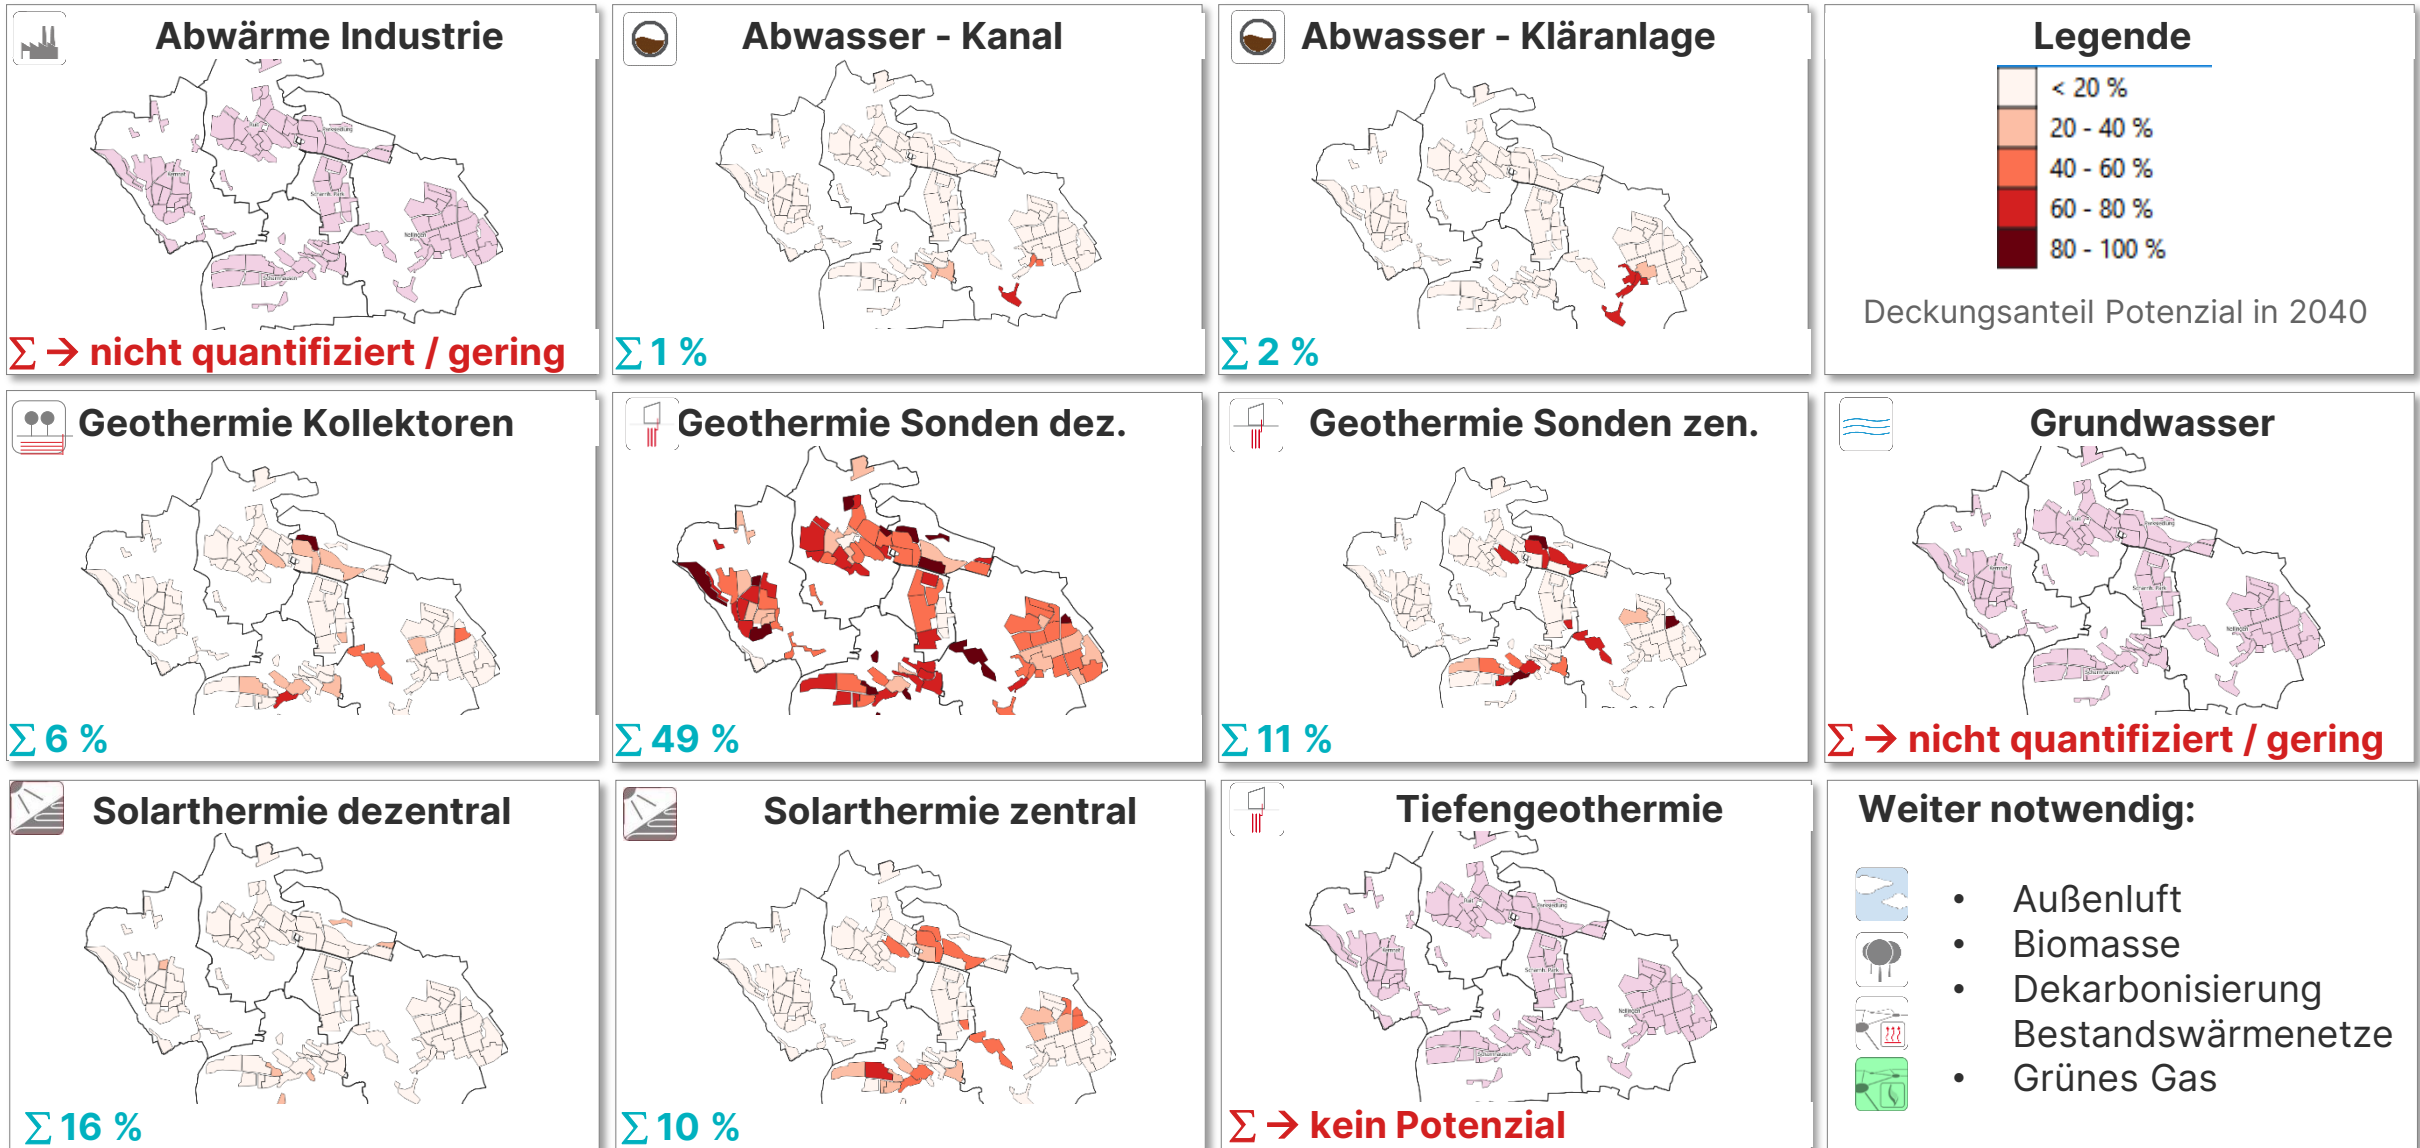 Abwärme Industrie
Σ → nicht quantifiziert / gering
Abwasser - Kanal
Σ 1 %
Abwasser - Kläranlage
Σ 2 %
Legende
< 20 %
20 - 40 %
40 - 60 %
60 - 80 %
80 - 100 %
Deckungsanteil Potenzial in 2040
Geothermie Kollektoren
Σ 6 %
Geothermie Sonden dez.
Σ 49 %
Geothermie Sonden zen.
Σ 11 %
Grundwasser
Σ → nicht quantifiziert / gering
Solarthermie dezentral
Σ 16 %
Solarthermie zentral
Σ 10 %
Tiefengeothermie
Σ → kein Potenzial
Weiter notwendig:
• Außenluft
• Biomasse
• Dekarbonisierung
Bestandswärmenetze
• Grünes Gas